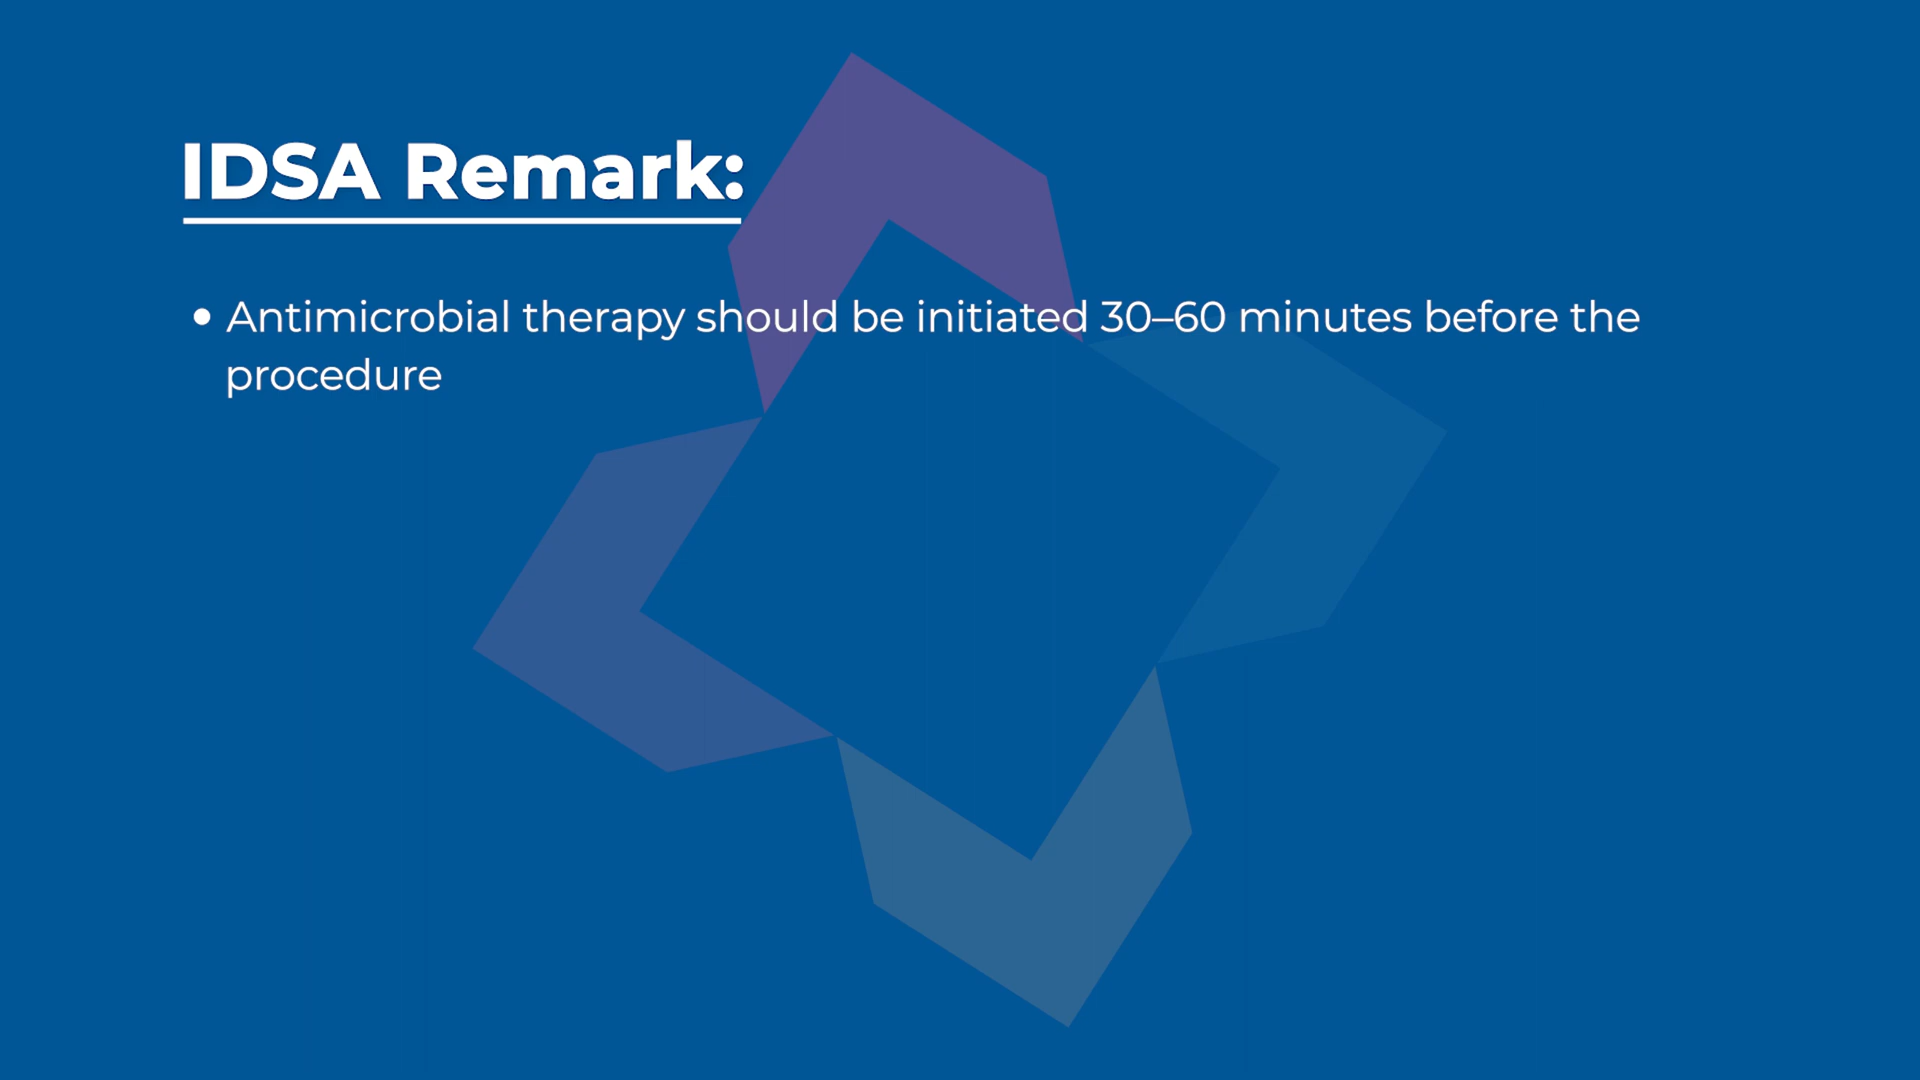 IDSA Remark:
• Antimicrobial therapy should be initiated 30–60 minutes before the
procedure